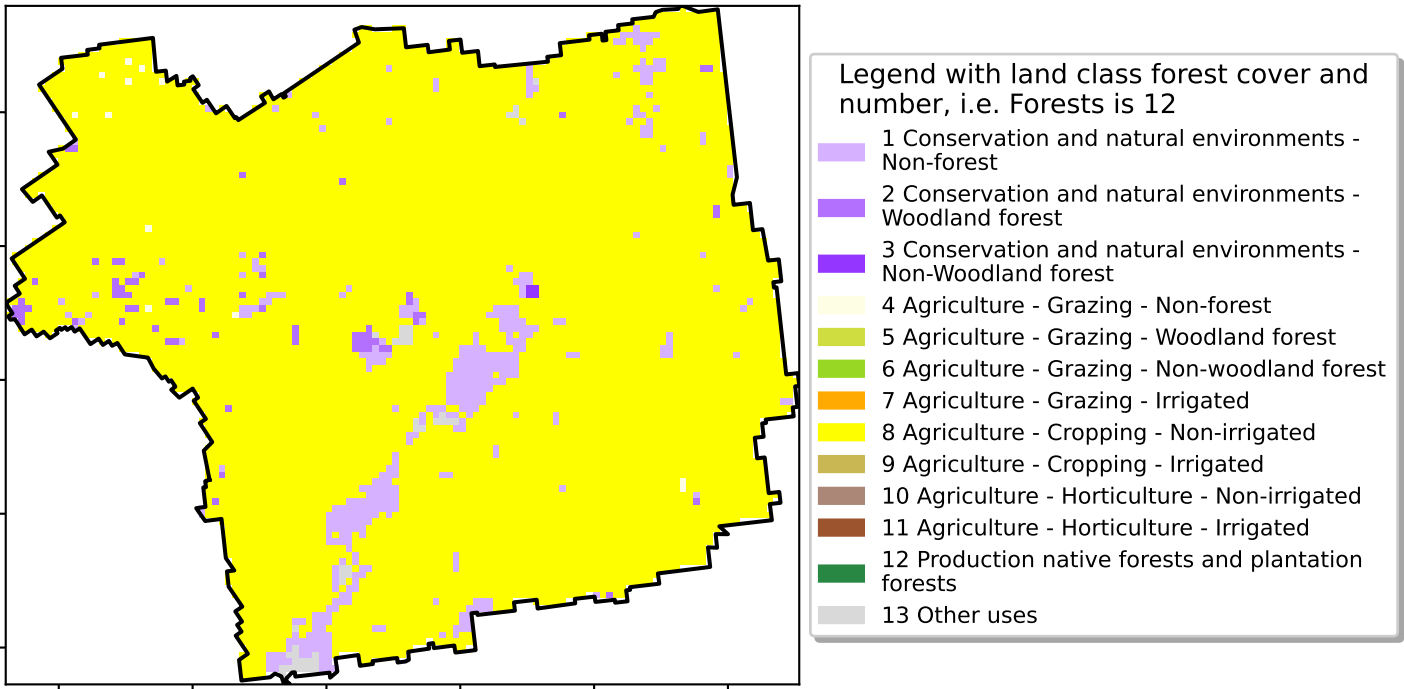 Legend with land class forest cover and
number, i.e. Forests is 12
1 Conservation and natural environments -
Non-forest
2 Conservation and natural environments -
Woodland forest
3 Conservation and natural environments -
Non-Woodland forest
4 Agriculture - Grazing - Non-forest
5 Agriculture - Grazing - Woodland forest
6 Agriculture - Grazing - Non-woodland forest
7 Agriculture - Grazing - Irrigated
8 Agriculture - Cropping - Non-irrigated
9 Agriculture - Cropping - Irrigated
10 Agriculture - Horticulture - Non-irrigated
11 Agriculture - Horticulture - Irrigated
12 Production native forests and plantation
forests
13 Other uses